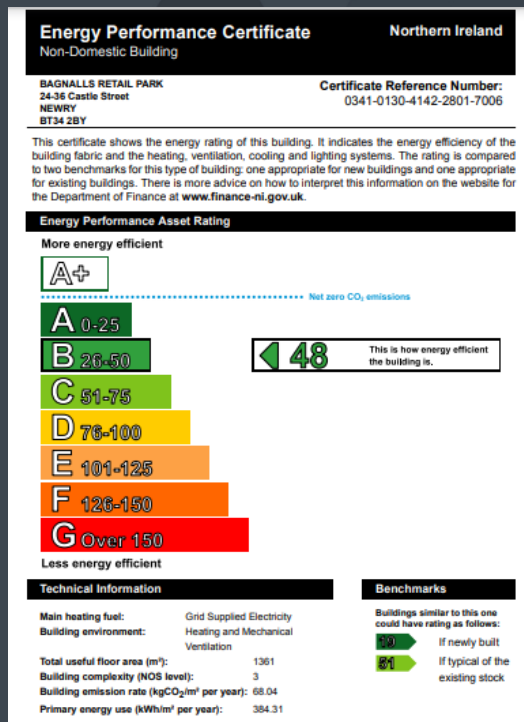 Energy Performance Certificate
Northern Ireland
Non-Domestic Building
BAGNALLS RETAIL PARK
24-36 Castle Street
NEWRY
BT34 2BY
Certificate Reference Number:
0341-0130-4142-2801-7006
This certificate shows the energy rating of this building. It indicates the energy efficiency of the
building fabric and the heating, ventilation, cooling and lighting systems. The rating is compared
to two benchmarks for this type of building: one appropriate for new buildings and one appropriate
for existing buildings. There is more advice on how to interpret this information on the website for
the Department of Finance at www.finance-ni.gov.uk.
Energy Performance Asset Rating
More energy efficient
A+
Net zero CO₂ emissions
A 0-25
B 26-50
48
This is how energy efficient
the building is.
C 51-75
D 76-100
E 101-125
F 126-150
G Over 150
Less energy efficient
Technical Information
Main heating fuel: Grid Supplied Electricity
Building environment: Heating and Mechanical
Ventilation
Total useful floor area (m²): 1361
Building complexity (NOS level): 3
Building emission rate (kgCO₂/m² per year): 68.04
Primary energy use (kWh/m² per year): 384.31
Benchmarks
Buildings similar to this one
could have rating as follows:
If newly built
51 If typical of the
existing stock